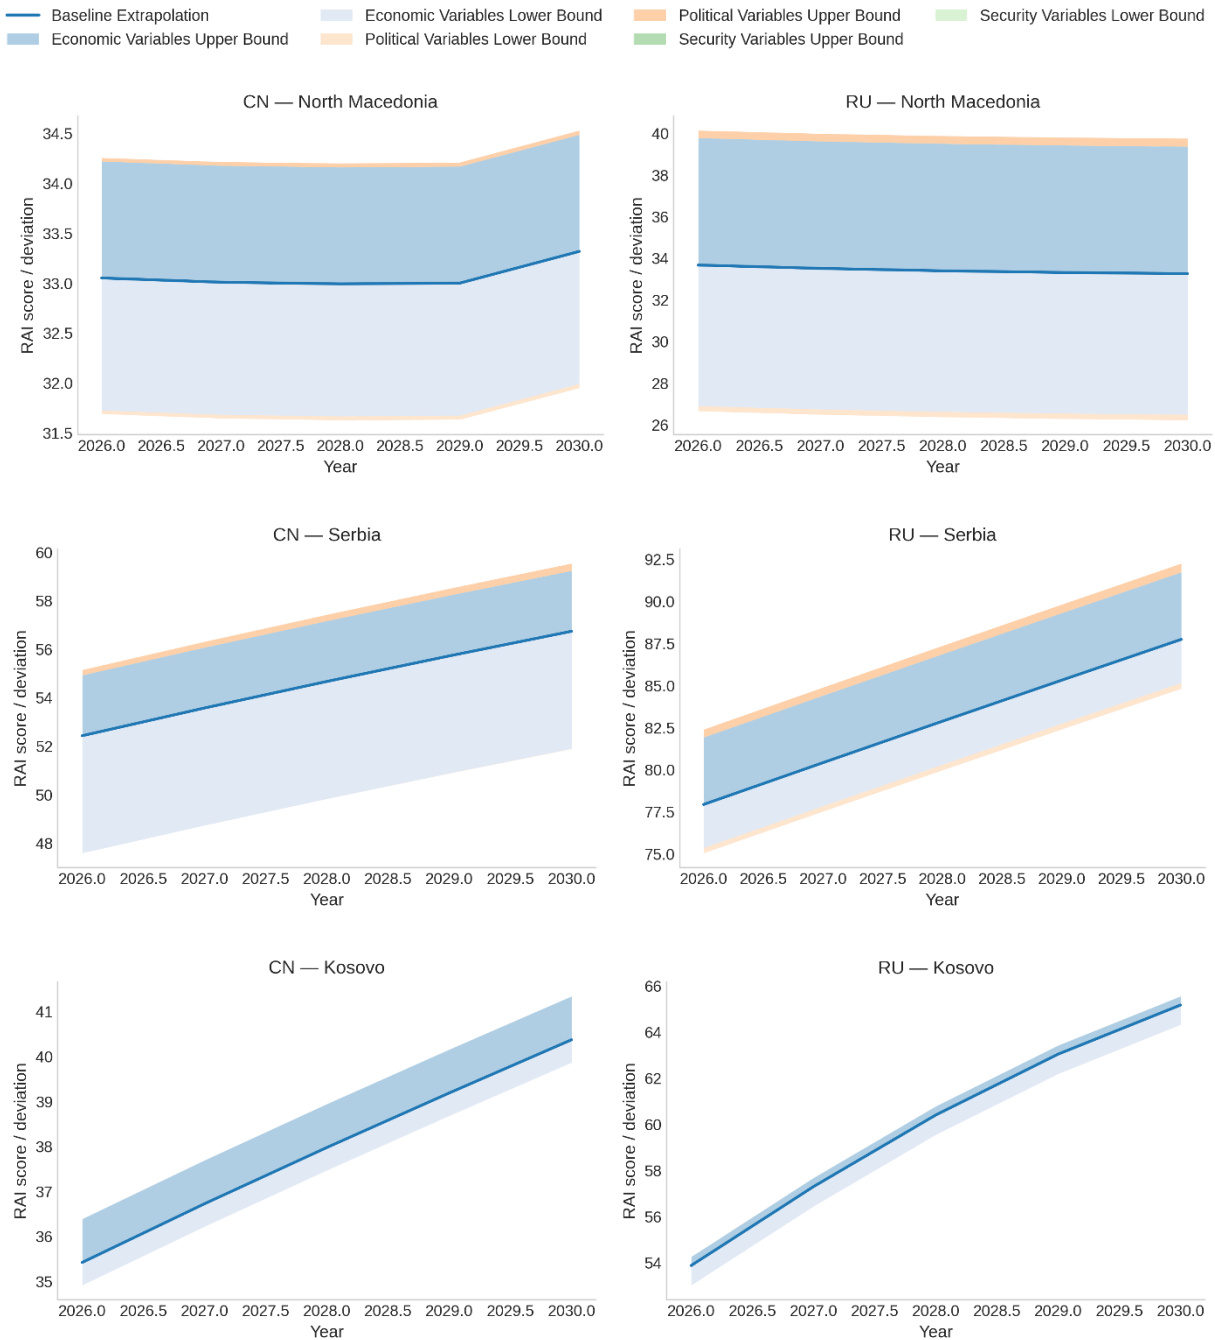 Baseline Extrapolation
Economic Variables Upper Bound
Economic Variables Lower Bound
Political Variables Lower Bound
Political Variables Upper Bound
Security Variables Upper Bound
Security Variables Lower Bound
CN — North Macedonia
RAI score / deviation
34.5
34.0
33.5
33.0
32.5
32.0
31.5
2026.0 2026.5 2027.0 2027.5 2028.0 2028.5 2029.0 2029.5 2030.0
Year
RU — North Macedonia
RAI score / deviation
40
38
36
34
32
30
28
26
2026.0 2026.5 2027.0 2027.5 2028.0 2028.5 2029.0 2029.5 2030.0
Year
CN — Serbia
RAI score / deviation
60
58
56
54
52
50
48
2026.0 2026.5 2027.0 2027.5 2028.0 2028.5 2029.0 2029.5 2030.0
Year
RU — Serbia
RAI score / deviation
92.5
90.0
87.5
85.0
82.5
80.0
77.5
75.0
2026.0 2026.5 2027.0 2027.5 2028.0 2028.5 2029.0 2029.5 2030.0
Year
CN — Kosovo
RAI score / deviation
41
40
39
38
37
36
35
2026.0 2026.5 2027.0 2027.5 2028.0 2028.5 2029.0 2029.5 2030.0
Year
RU — Kosovo
RAI score / deviation
66
64
62
60
58
56
54
2026.0 2026.5 2027.0 2027.5 2028.0 2028.5 2029.0 2029.5 2030.0
Year